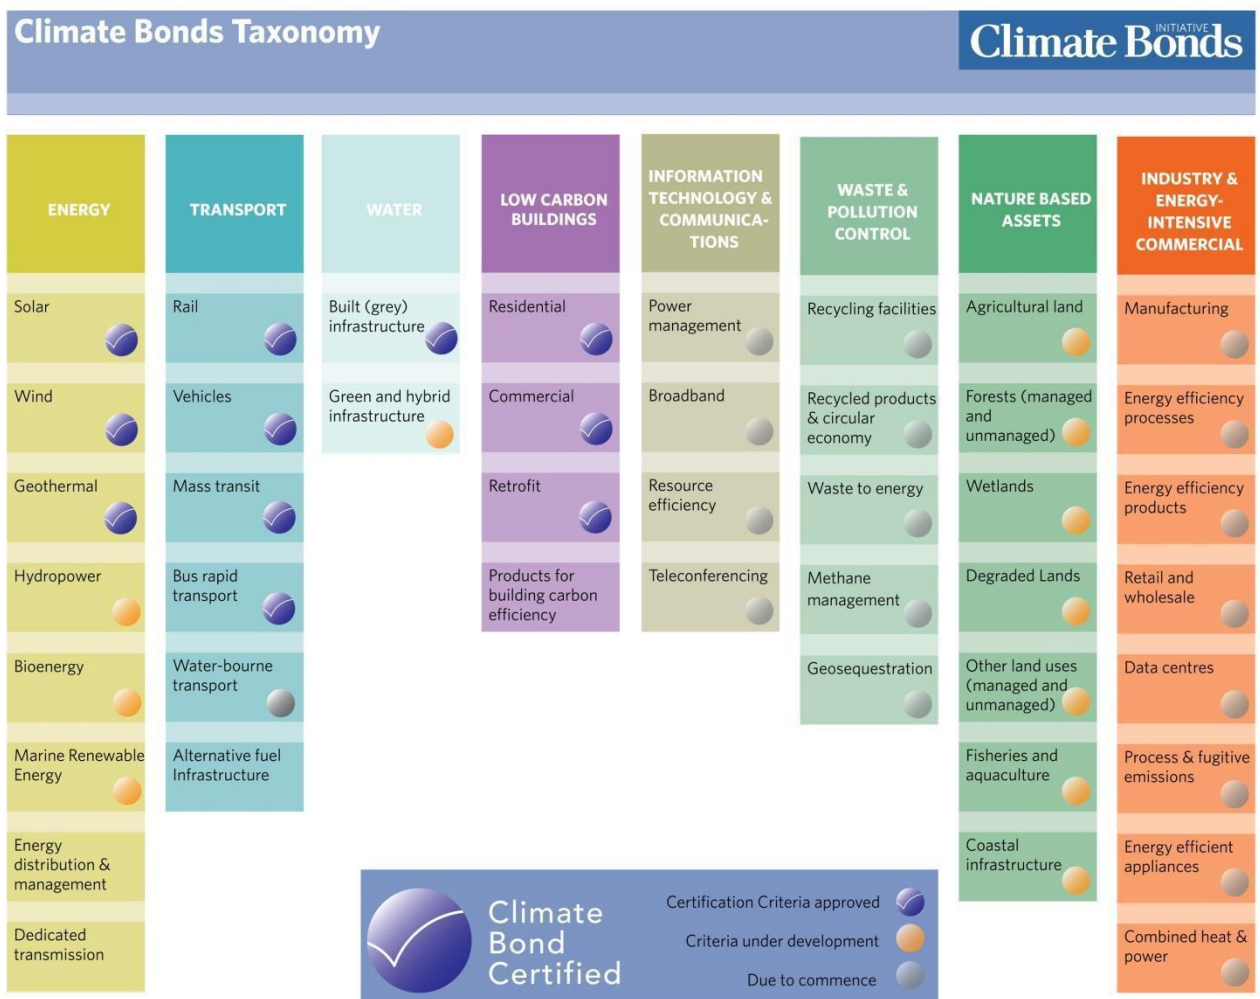 Climate Bonds Taxonomy
INITIATIVE
Climate Bonds
ENERGY
Solar
Wind
Geothermal
Hydropower
Bioenergy
Marine Renewable
Energy
Energy
distribution &
management
Dedicated
transmission
TRANSPORT
Rail
Vehicles
Mass transit
Bus rapid
transport
Water-bourne
transport
Alternative fuel
Infrastructure
WATER
Built (grey)
infrastructure
Green and hybrid
infrastructure
LOW CARBON
BUILDINGS
Residential
Commercial
Retrofit
Products for
building carbon
efficiency
INFORMATION
TECHNOLOGY &
COMMUNICA-
TIONS
Power
management
Broadband
Resource
efficiency
Teleconferencing
WASTE &
POLLUTION
CONTROL
Recycling facilities
Recycled products
& circular
economy
Waste to energy
Methane
management
Geosequestration
NATURE BASED
ASSETS
Agricultural land
Forests (managed
and
unmanaged)
Wetlands
Degraded Lands
Other land uses
(managed and
unmanaged)
Fisheries and
aquaculture
Coastal
infrastructure
INDUSTRY &
ENERGY-
INTENSIVE
COMMERCIAL
Manufacturing
Energy efficiency
processes
Energy efficiency
products
Retail and
wholesale
Data centres
Process & fugitive
emissions
Energy efficient
appliances
Combined heat &
power
Climate
Bond
Certified
Certification Criteria approved
Criteria under development
Due to commence